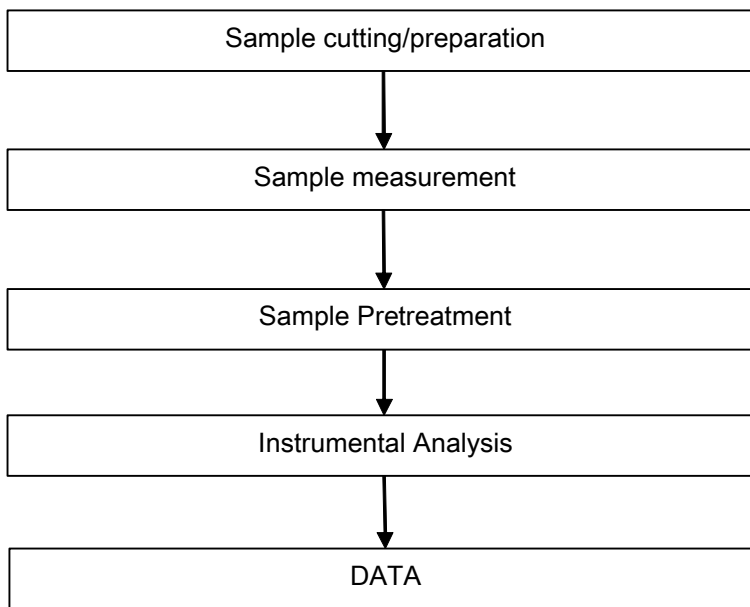 Sample cutting/preparation
Sample measurement
Sample Pretreatment
Instrumental Analysis
DATA